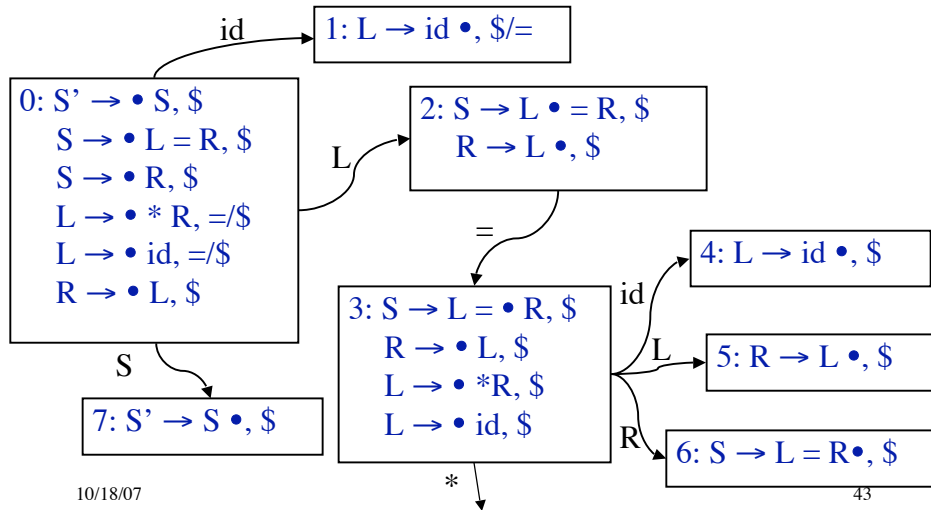 id
1: L → id •, $/=
0: S' → • S, $
S → • L = R, $
S → • R, $
L → • * R, =/$
L → • id, =/$
R → • L, $
L
2: S → L • = R, $
R → L •, $
=
S
7: S' → S •, $
3: S → L = • R, $
R → • L, $
L → • *R, $
L → • id, $
id
4: L → id •, $
L
5: R → L •, $
R
6: S → L = R•, $
*
10/18/07
43